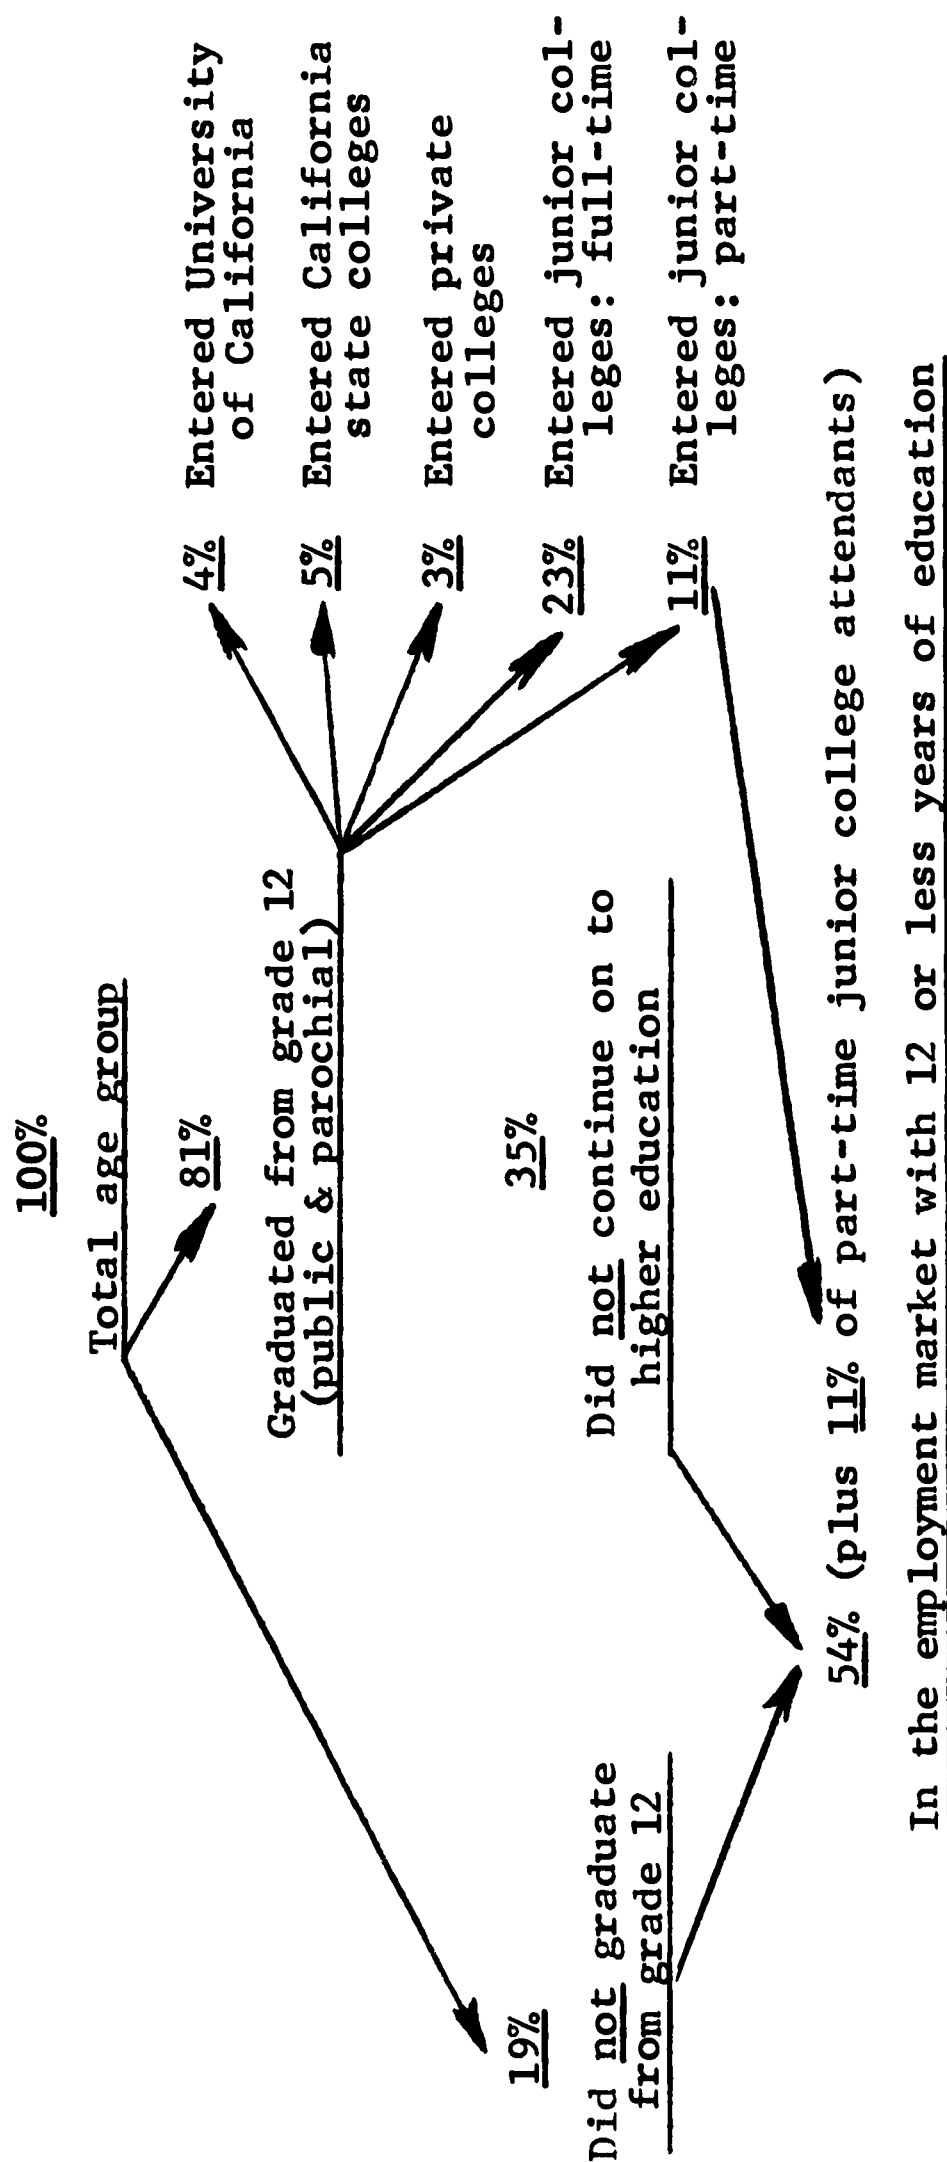 100%
Total age group
81%
Graduated from grade 12
(public & parochial)
4% Entered University
of California
5% Entered California
state colleges
3% Entered private
colleges
23% Entered junior col-
leges: full-time
11% Entered junior col-
leges: part-time
35%
Did not continue on to
higher education
19%
Did not graduate
from grade 12
54% (plus 11% of part-time junior college attendants)
In the employment market with 12 or less years of education